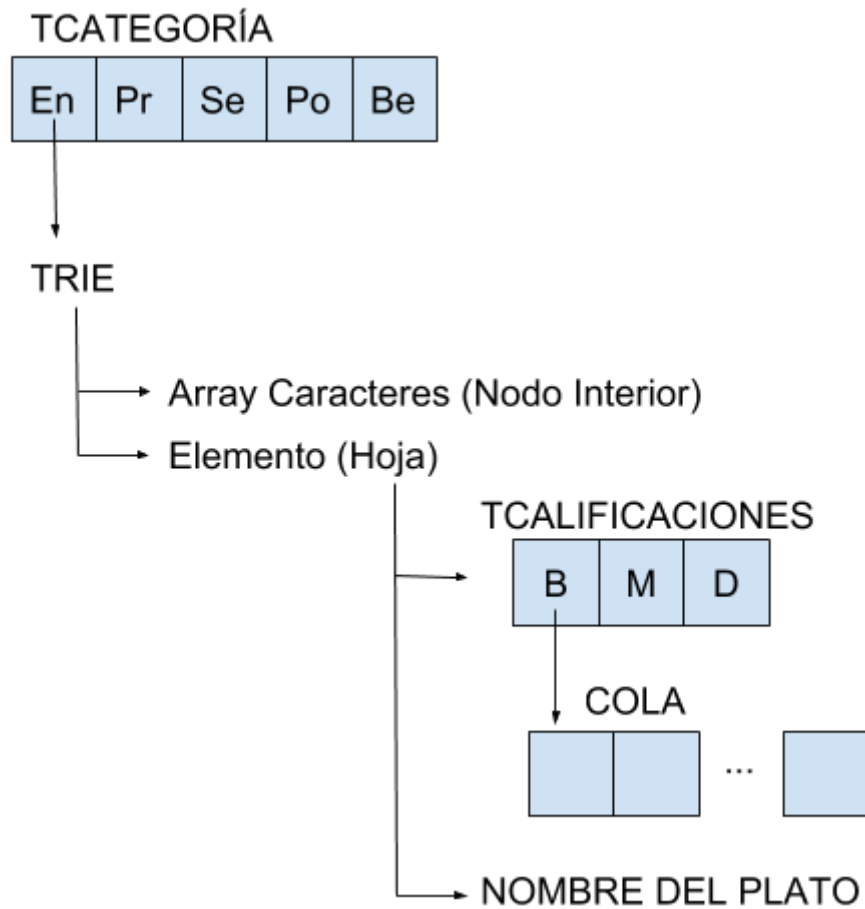 TCATEGORÍA
En Pr Se Po Be
TRIE
Array Caracteres (Nodo Interior)
Elemento (Hoja)
TCALIFICACIONES
B M D
COLA
...
NOMBRE DEL PLATO